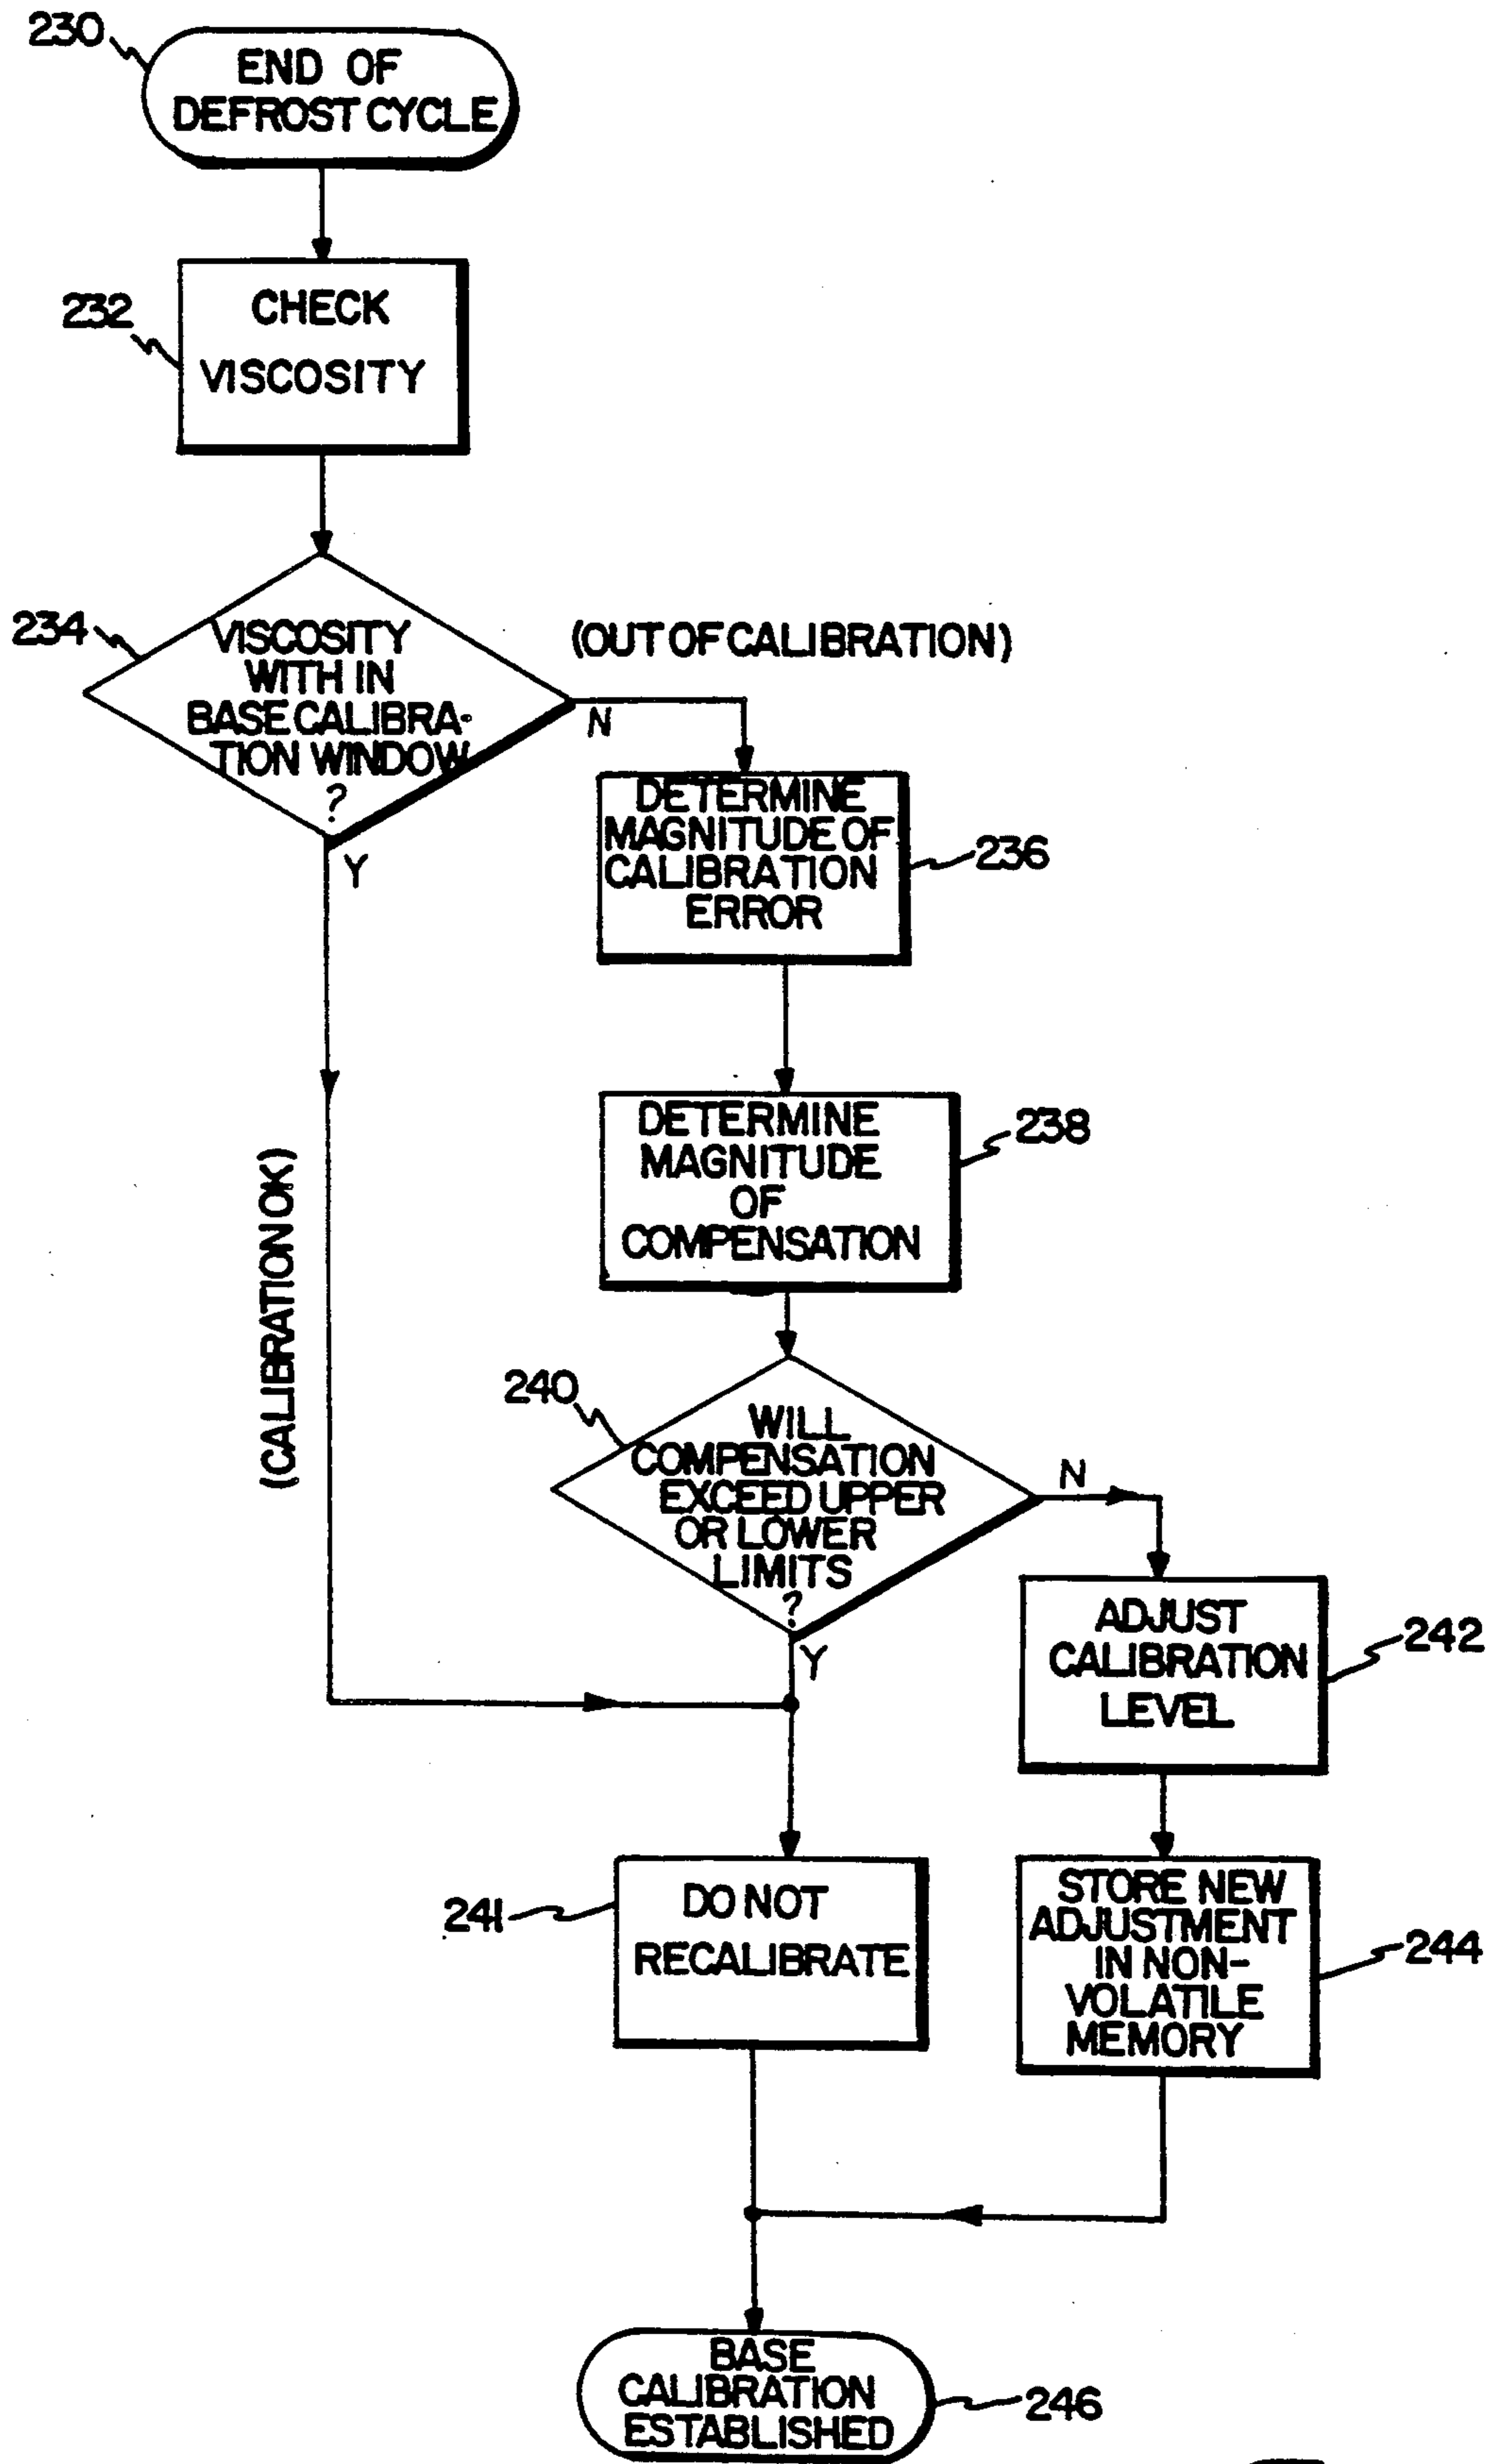 230
END OF
DEFROST CYCLE
232
CHECK
VISCOSITY
234
VISCOSITY
WITH IN
BASE CALIBRA-
TION WINDOW
?
(OUT OF CALIBRATION)
N
Y
DETERMINE
MAGNITUDE OF
CALIBRATION
ERROR
236
(CALIBRATION OK)
DETERMINE
MAGNITUDE
OF
COMPENSATION
238
240
WILL
COMPENSATION
EXCEED UPPER
OR LOWER
LIMITS
?
N
Y
ADJUST
CALIBRATION
LEVEL
242
241
DO NOT
RECALIBRATE
STORE NEW
ADJUSTMENT
IN NON-
VOLATILE
MEMORY
244
BASE
CALIBRATION
ESTABLISHED
246